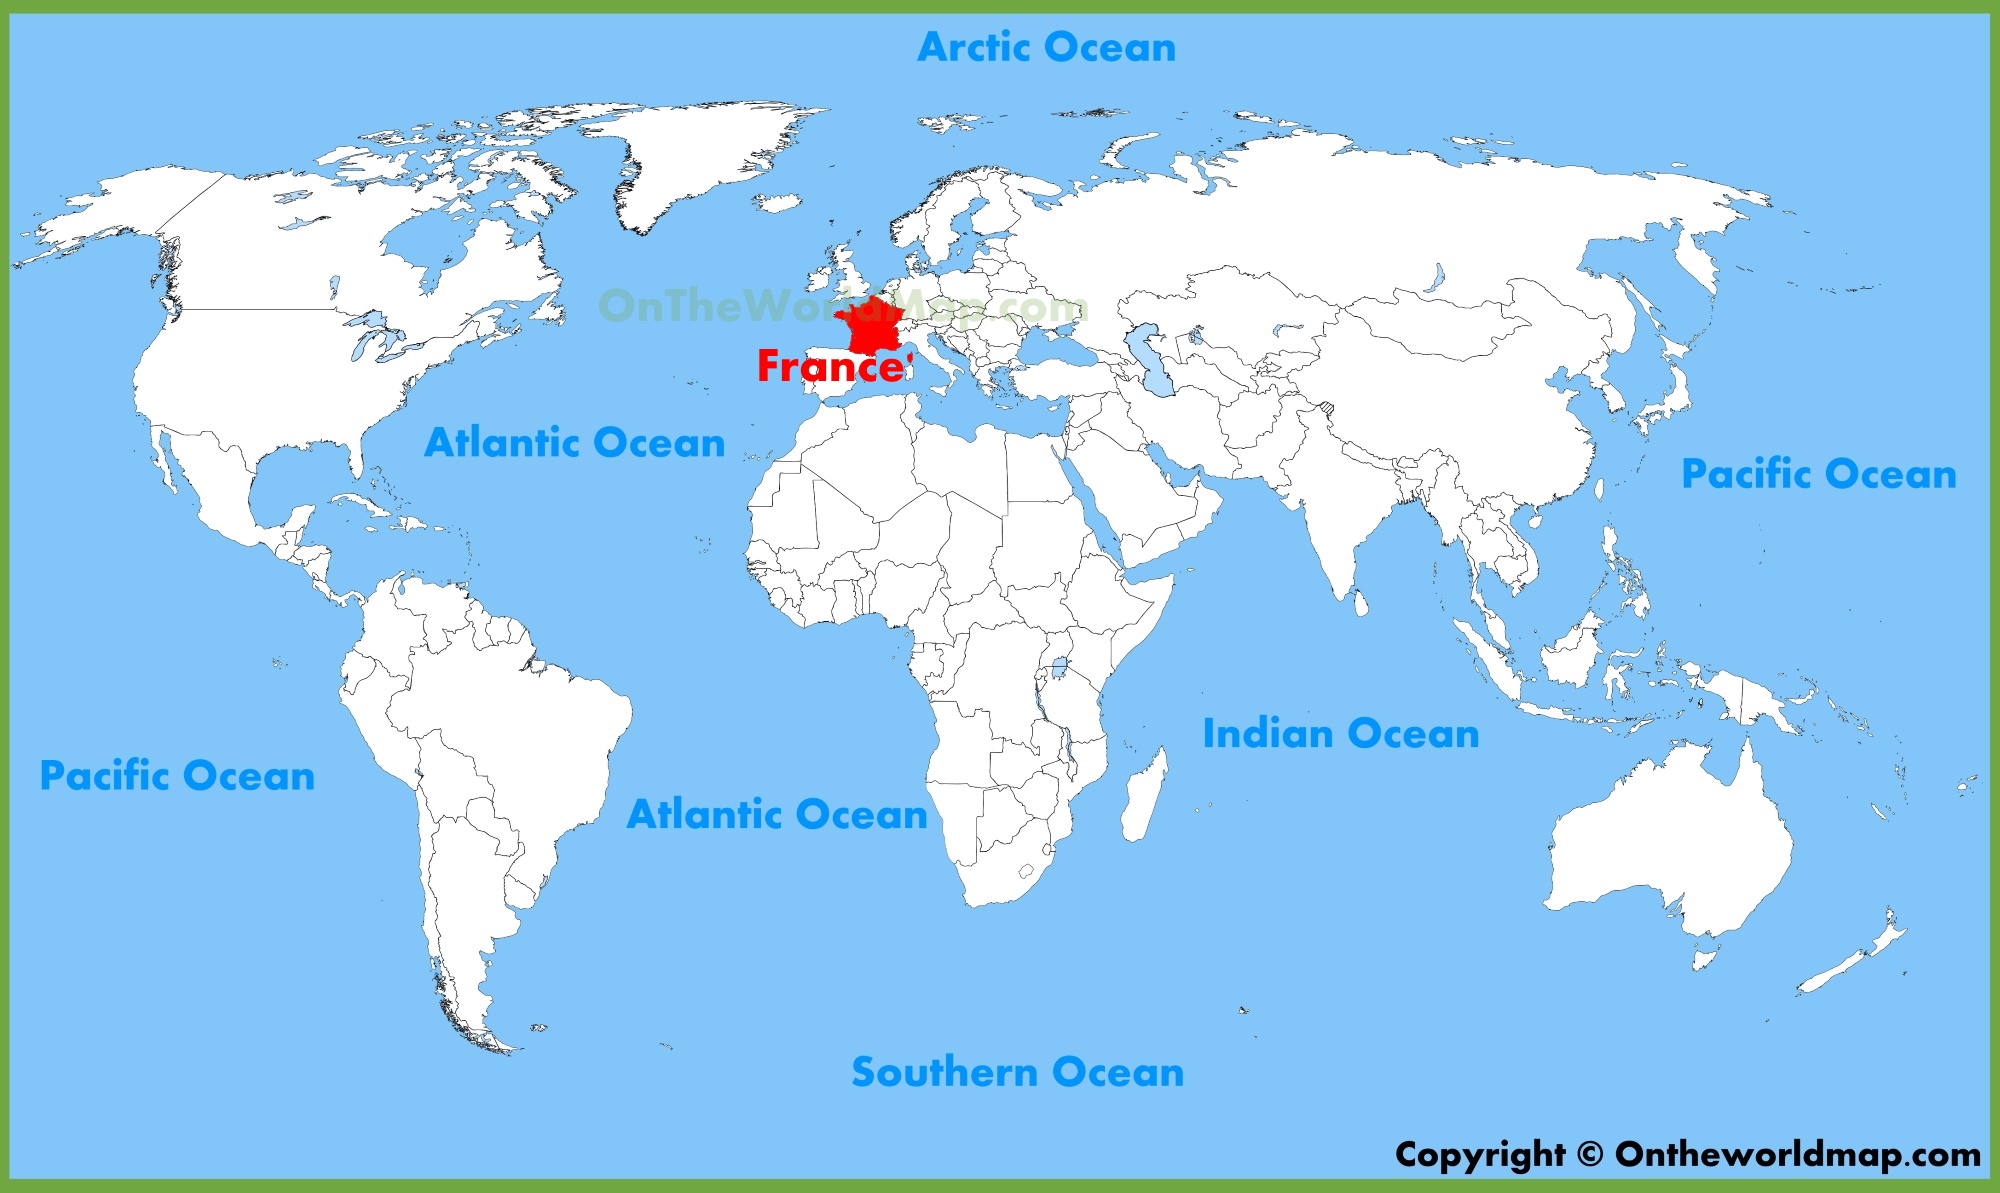 Arctic Ocean
OnTheWorldMap.com
France
Atlantic Ocean
Pacific Ocean
Indian Ocean
Pacific Ocean
Atlantic Ocean
Southern Ocean
Copyright © Ontheworldmap.com